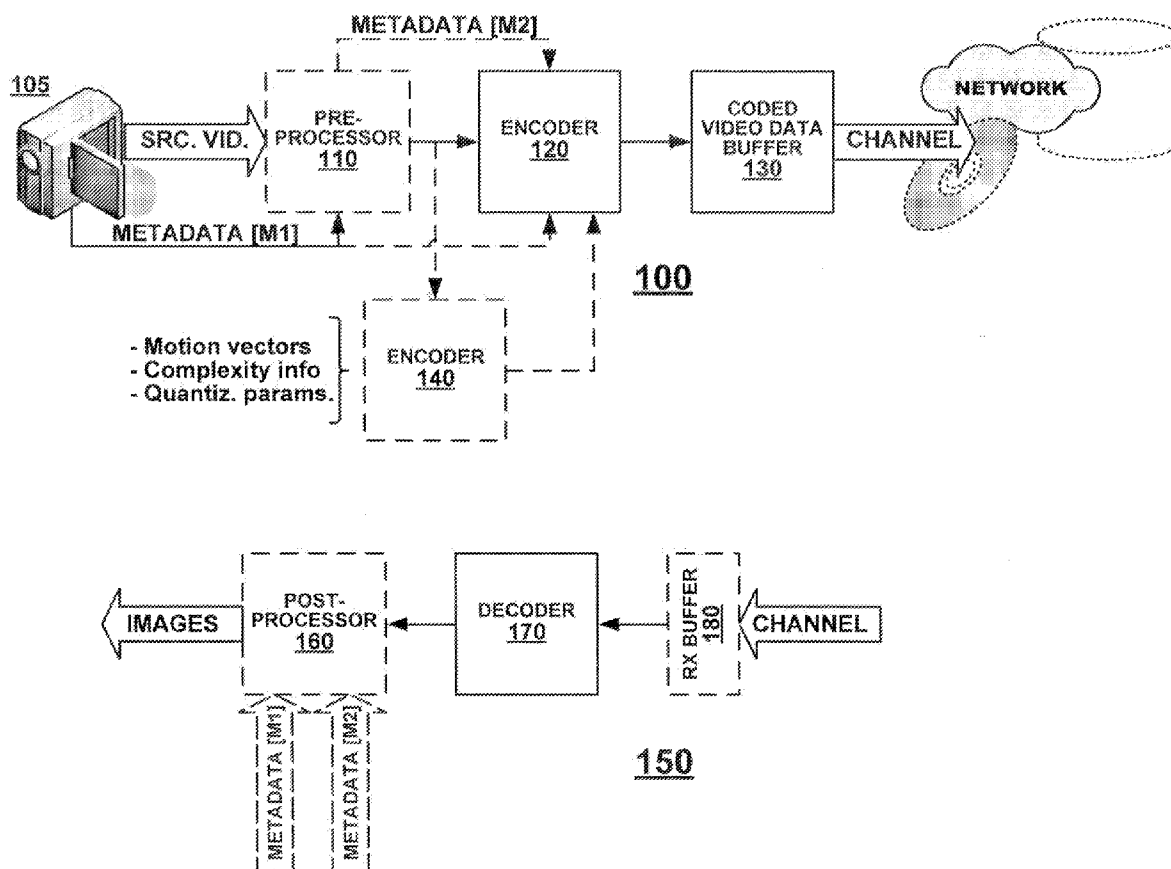 METADATA [M2]
105
SRC. VID.
PRE-
PROCESSOR
110
ENCODER
120
CODED
VIDEO DATA
BUFFER
130
CHANNEL
NETWORK
METADATA [M1]
100
- Motion vectors
- Complexity info
- Quantiz. params.
ENCODER
140
IMAGES
POST-
PROCESSOR
160
DECODER
170
RX BUFFER
180
CHANNEL
METADATA [M1]
METADATA [M2]
150